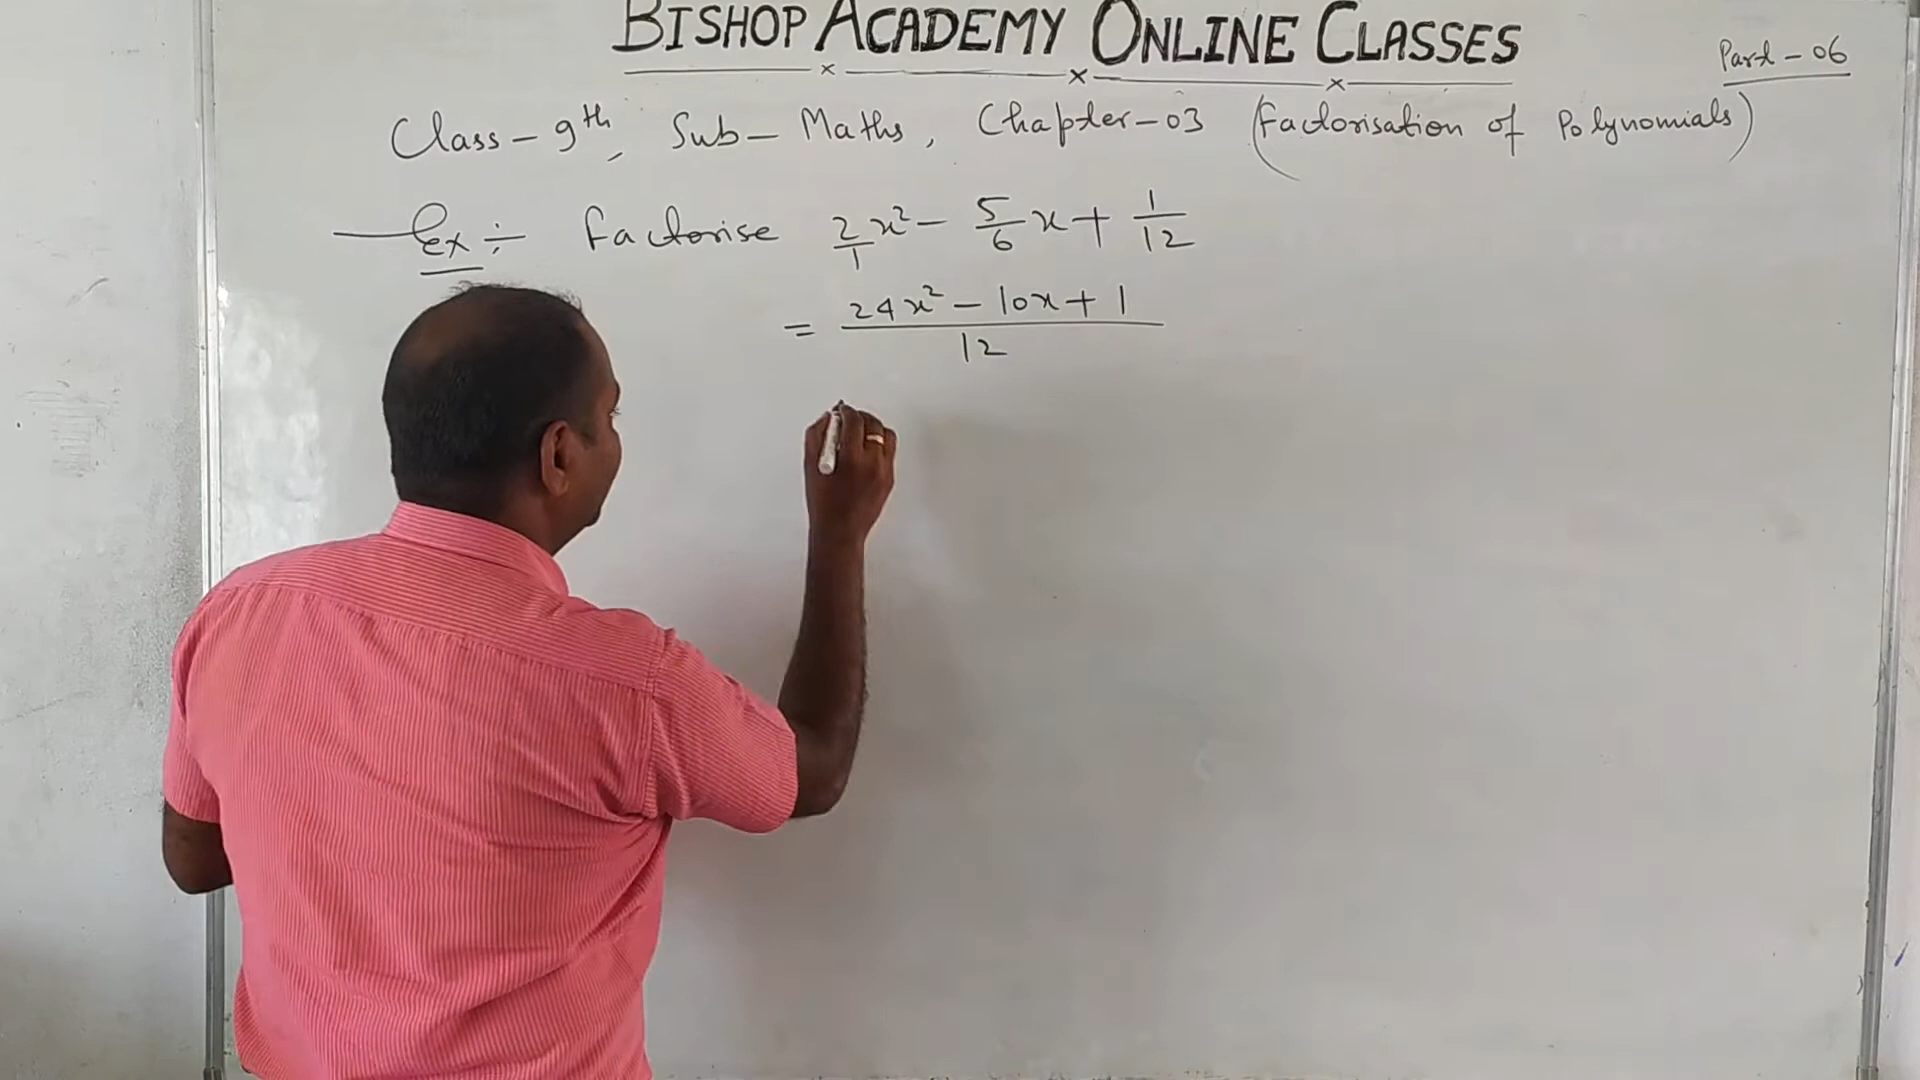 BISHOP ACADEMY ONLINE CLASSES
Part - 06
Class - 9th, Sub - Maths, Chapter - 03 (Factorisation of Polynomials)
Ex ÷ Factorise 2/1 x² - 5/6 x + 1/12
= 24x² - 10x + 1 / 12